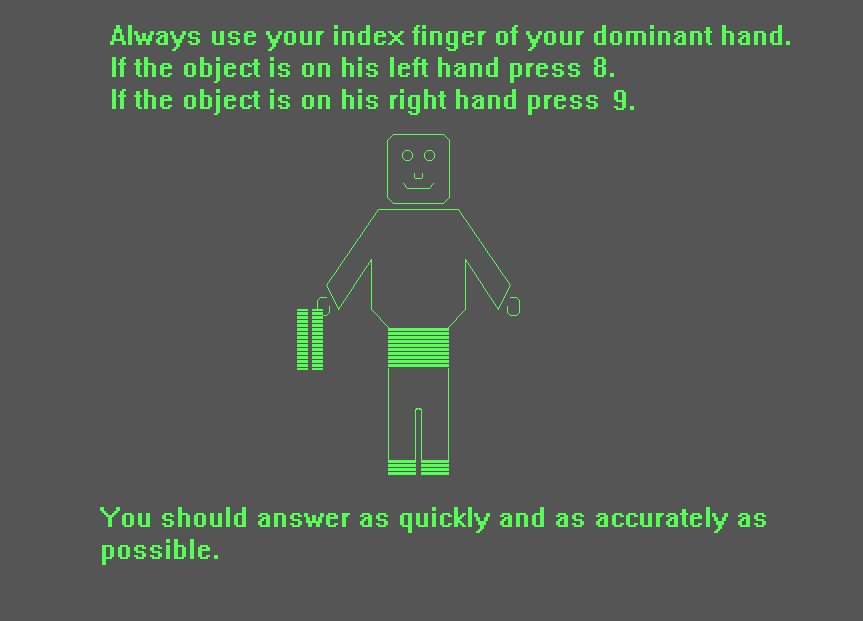 Always use your index finger of your dominant hand.
If the object is on his left hand press 8.
If the object is on his right hand press 9.
You should answer as quickly and as accurately as
possible.